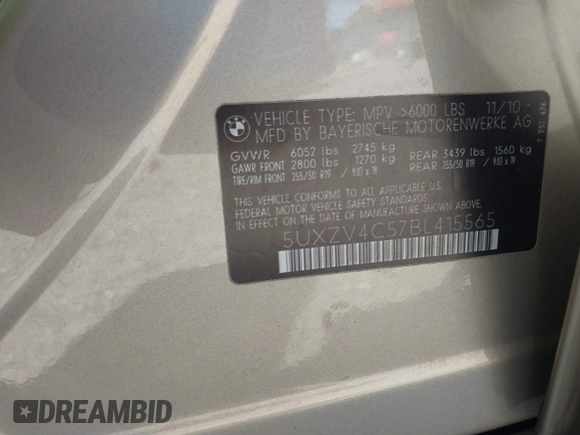 BMW
VEHICLE TYPE: MPV >6000 LBS 11/10
MFD BY BAYERISCHE MOTORENWERKE AG
GVWR 6052 lbs 2745 kg
GAWR FRONT 2800 lbs 1270 kg REAR 3439 lbs 1560 kg
TIRE/RIM FRONT 255/50 R19 / 9.0J x 19 REAR 255/50 R19 / 9.0J x 19
THIS VEHICLE CONFORMS TO ALL APPLICABLE U.S.
FEDERAL MOTOR VEHICLE SAFETY STANDARDS
IN EFFECT ON THE DATE OF MANUFACTURE SHOWN ABOVE.
5UXZV4C57BL415565
DREAMBID